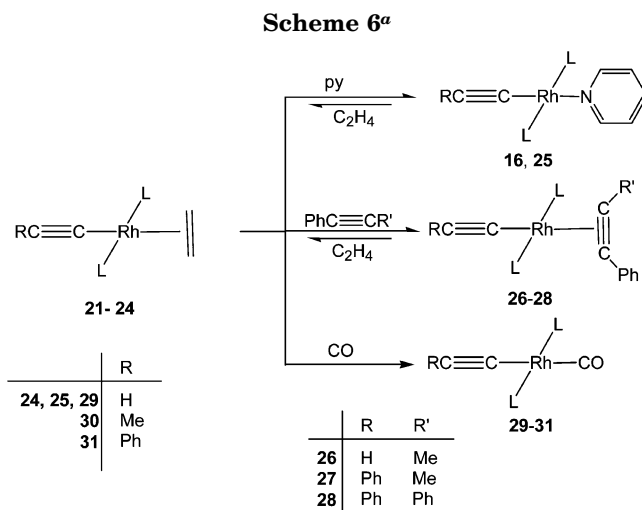 Scheme 6a
py
C2H4
RC
C
Rh
N
L
L
16, 25
PhC≡CR'
C2H4
RC
C
Rh
L
L
R'
C
C
Ph
26-28
RC
C
Rh
L
L
21- 24
CO
RC
C
Rh
CO
L
L
29-31
R
24, 25, 29 H
30 Me
31 Ph
R R'
26 H Me
27 Ph Me
28 Ph Ph